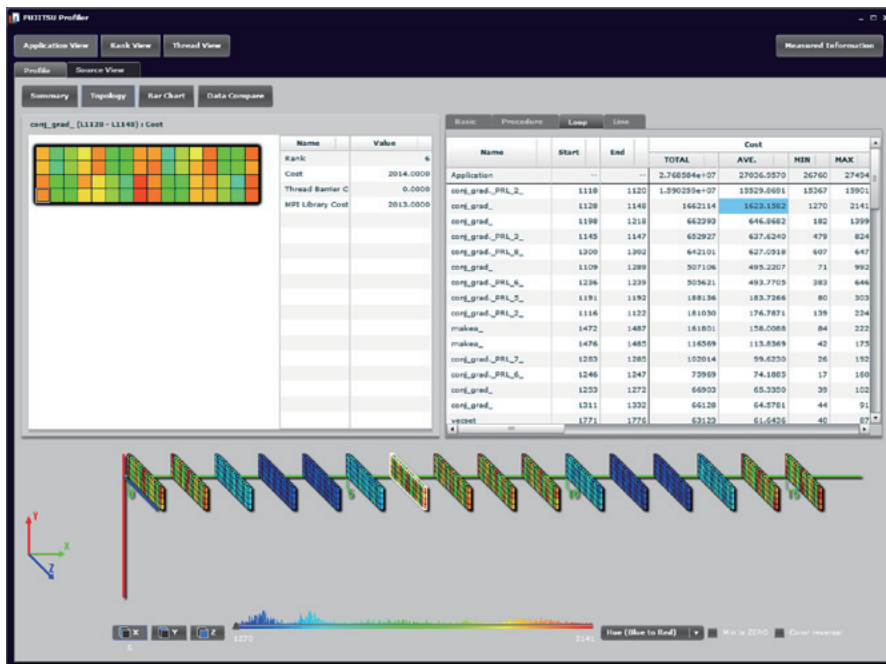 FUJITSU Profiler
Application View Rank View Thread View Measured Information
Profile Source View
Summary Topology Bar Chart Data Compare
conj_grad_ (L1128 - L1148) : Cost
Name Value
Rank 6
Cost 2014.0000
Thread Barrier C 0.0000
MPI Library Cost 2013.0000
Basic Procedure Loop Line
Name Start End Cost
TOTAL AVE. MIN MAX
Application -- -- 2.768584e+07 27036.9570 26760 27494
conj_grad._PRL_2_ 1118 1120 1.590255e+07 15529.8691 15367 15901
conj_grad_ 1128 1148 1662114 1623.1582 1270 2141
conj_grad_ 1198 1218 662393 646.8682 182 1399
conj_grad._PRL_3_ 1145 1147 652927 637.6240 479 824
conj_grad._PRL_8_ 1300 1302 642101 627.0518 607 647
conj_grad_ 1109 1289 507106 495.2207 71 992
conj_grad._PRL_6_ 1236 1239 505621 493.7705 383 646
conj_grad._PRL_5_ 1191 1192 188136 183.7266 80 303
conj_grad._PRL_2_ 1116 1122 181030 176.7871 139 224
makea_ 1472 1487 161801 158.0088 84 222
makea_ 1476 1485 116569 113.8369 42 175
conj_grad._PRL_7_ 1283 1285 102014 99.6230 26 192
conj_grad._PRL_6_ 1246 1247 75969 74.1885 17 160
conj_grad_ 1253 1272 66903 65.3350 39 102
conj_grad_ 1311 1332 66128 64.5781 44 91
vecset 1771 1776 63123 61.6436 40 87
0 5 10 15
Y
X
Z
X Y Z
6
1270 2141
Hue (Blue to Red) Min is ZERO Color reversal